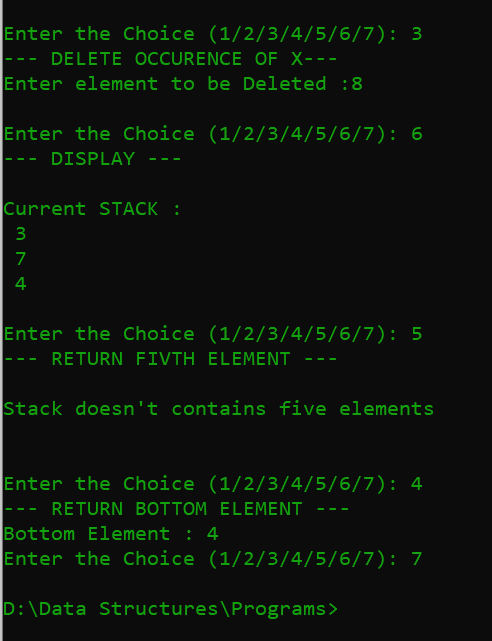 Enter the Choice (1/2/3/4/5/6/7): 3
--- DELETE OCCURENCE OF X---
Enter element to be Deleted :8
Enter the Choice (1/2/3/4/5/6/7): 6
--- DISPLAY ---
Current STACK :
3
7
4
Enter the Choice (1/2/3/4/5/6/7): 5
--- RETURN FIVTH ELEMENT ---
Stack doesn't contains five elements
Enter the Choice (1/2/3/4/5/6/7): 4
--- RETURN BOTTOM ELEMENT ---
Bottom Element : 4
Enter the Choice (1/2/3/4/5/6/7): 7
D:\Data Structures\Programs>